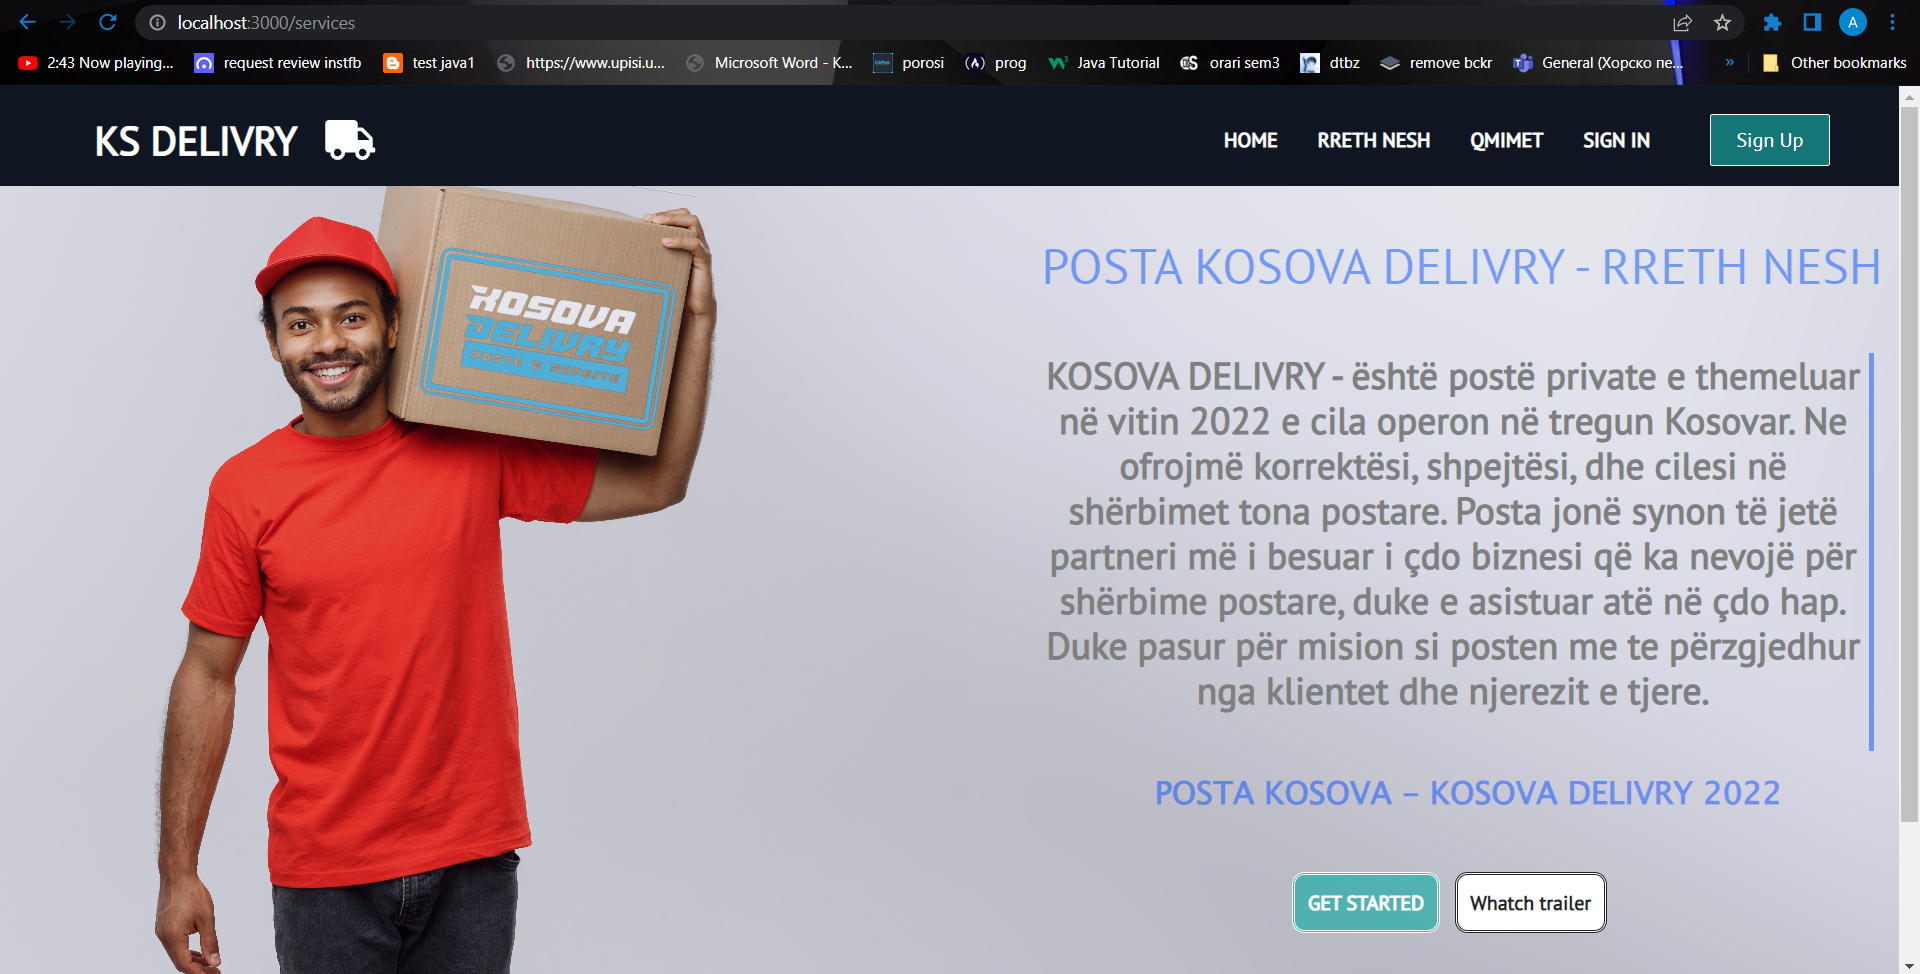 localhost:3000/services
A
2:43 Now playing...
request review instfb
test java1
https://www.upisi.u...
Microsoft Word - K...
porosi
prog
Java Tutorial
orari sem3
dtbz
remove bckr
General (Хорско пе...
»
Other bookmarks
KS DELIVRY
HOME
RRETH NESH
QMIMET
SIGN IN
Sign Up
KOSOVA
DELIVRY
POSTE E SHPEJTE
POSTA KOSOVA DELIVRY - RRETH NESH
KOSOVA DELIVRY - është postë private e themeluar
në vitin 2022 e cila operon në tregun Kosovar. Ne
ofrojmë korrektësi, shpejtësi, dhe cilesi në
shërbimet tona postare. Posta jonë synon të jetë
partneri më i besuar i çdo biznesi që ka nevojë për
shërbime postare, duke e asistuar atë në çdo hap.
Duke pasur për mision si posten me te përzgjedhur
nga klientet dhe njerezit e tjere.
POSTA KOSOVA – KOSOVA DELIVRY 2022
GET STARTED
Whatch trailer